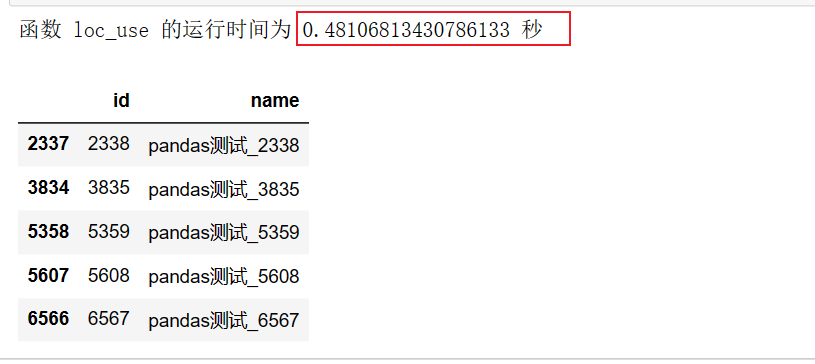 函数 loc_use 的运行时间为 0.48106813430786133 秒
id name
2337 2338 pandas测试_2338
3834 3835 pandas测试_3835
5358 5359 pandas测试_5359
5607 5608 pandas测试_5608
6566 6567 pandas测试_6567